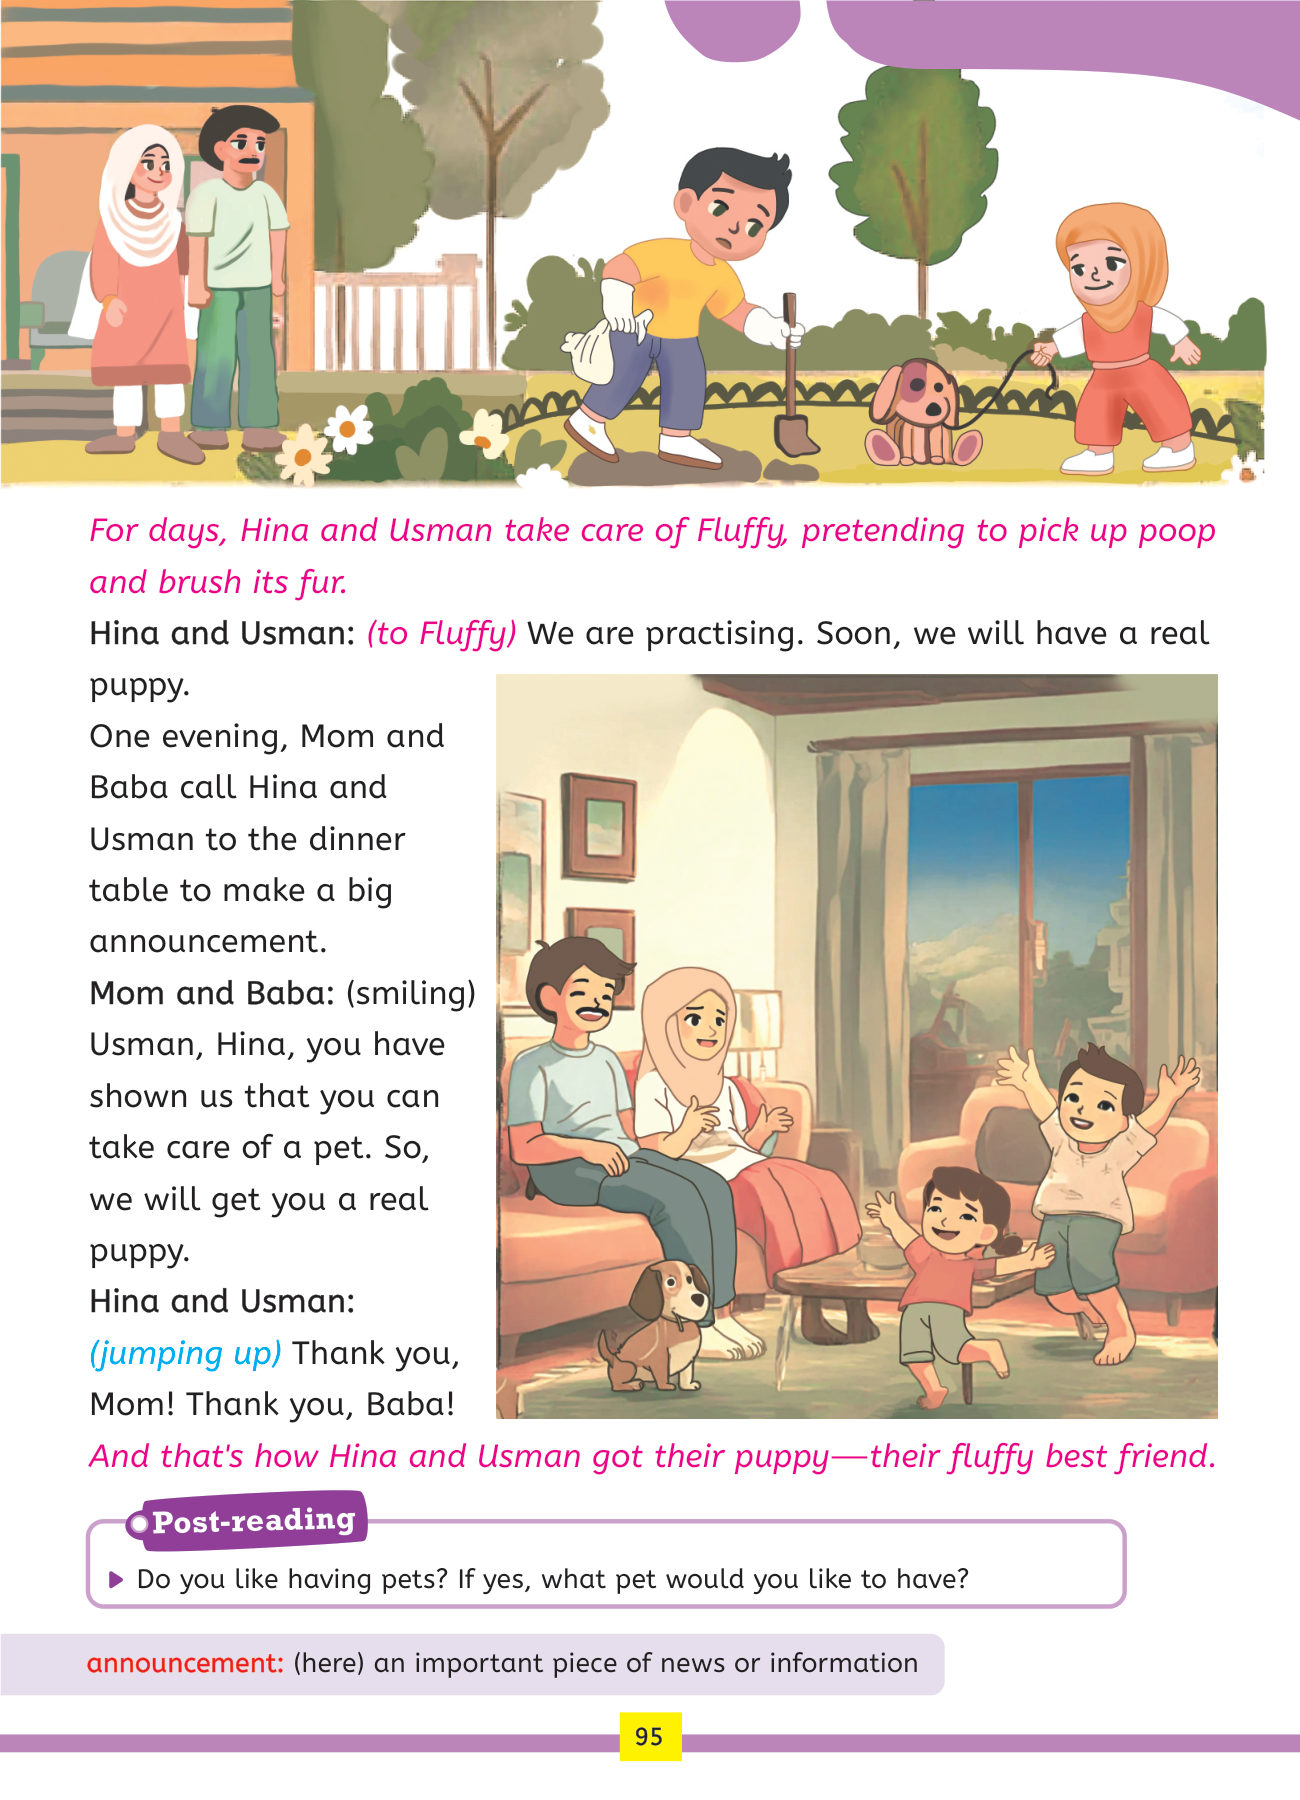 For days, Hina and Usman take care of Fluffy, pretending to pick up poop
and brush its fur.
Hina and Usman: (to Fluffy) We are practising. Soon, we will have a real
puppy.
One evening, Mom and
Baba call Hina and
Usman to the dinner
table to make a big
announcement.
Mom and Baba: (smiling)
Usman, Hina, you have
shown us that you can
take care of a pet. So,
we will get you a real
puppy.
Hina and Usman:
(jumping up) Thank you,
Mom! Thank you, Baba!
And that's how Hina and Usman got their puppy—their fluffy best friend.
Post-reading
Do you like having pets? If yes, what pet would you like to have?
announcement: (here) an important piece of news or information
95